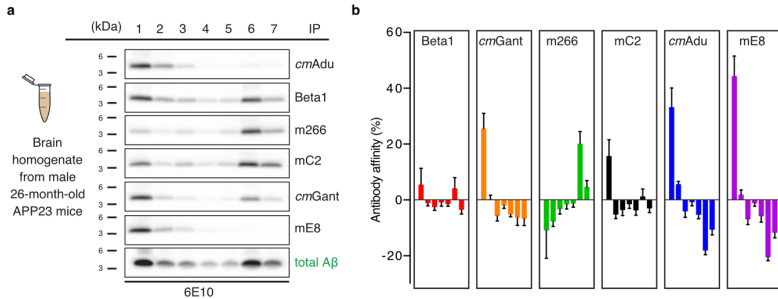 a
(kDa) 1 2 3 4 5 6 7 IP
6
3
cmAdu
6
3
Beta1
6
3
m266
6
3
mC2
6
3
cmGant
6
3
mE8
6
3
total Aβ
6E10
Brain
homogenate
from male
26-month-old
APP23 mice
b
Antibody affinity (%)
60
40
20
0
-20
Beta1
cmGant
m266
mC2
cmAdu
mE8